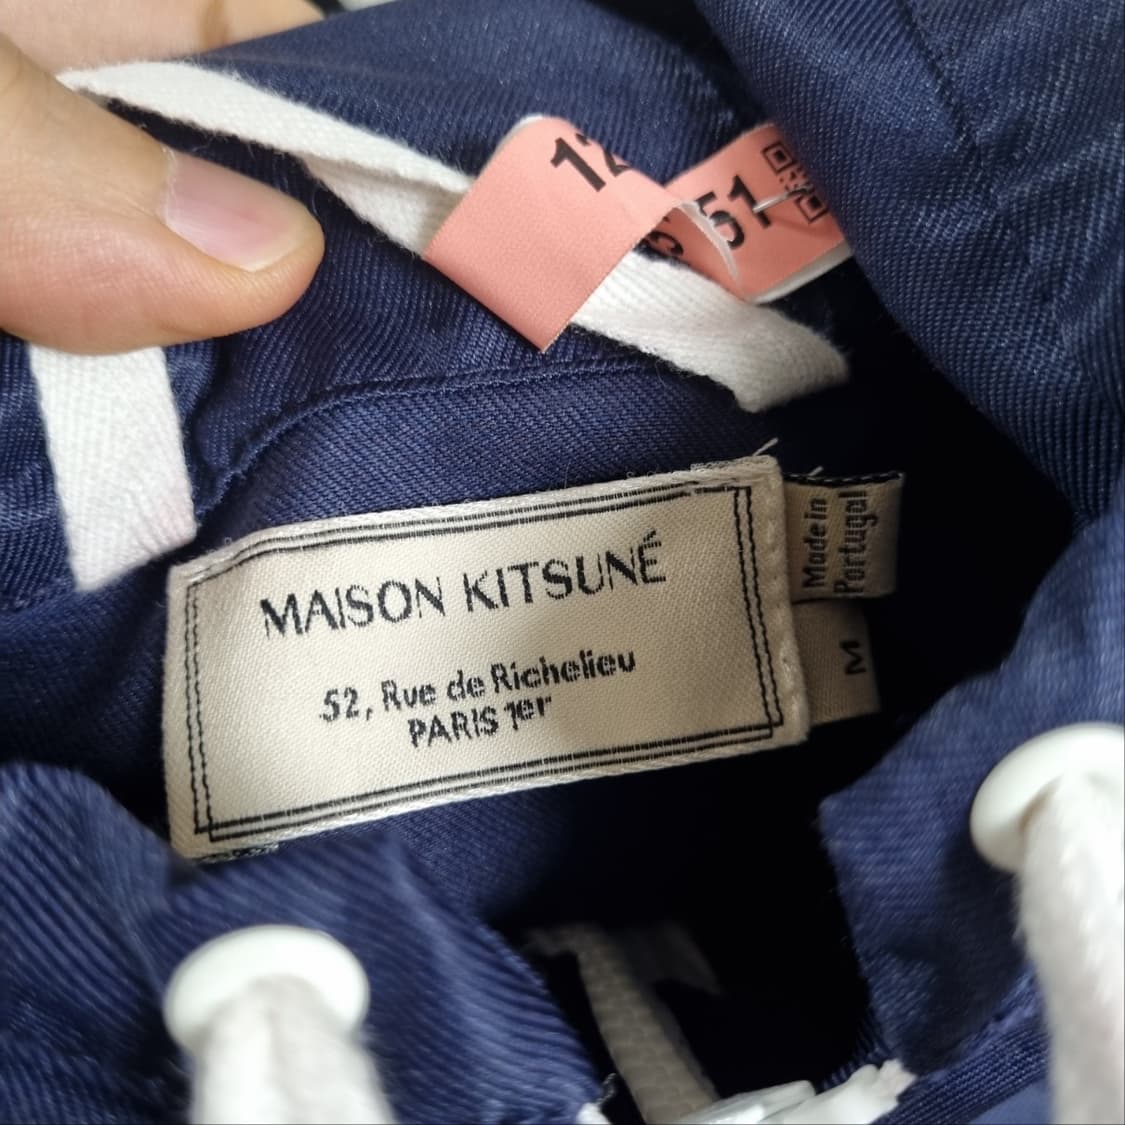 12
51
MAISON KITSUNÉ
52, Rue de Richelieu
PARIS 1er
Made in
Portugal
M